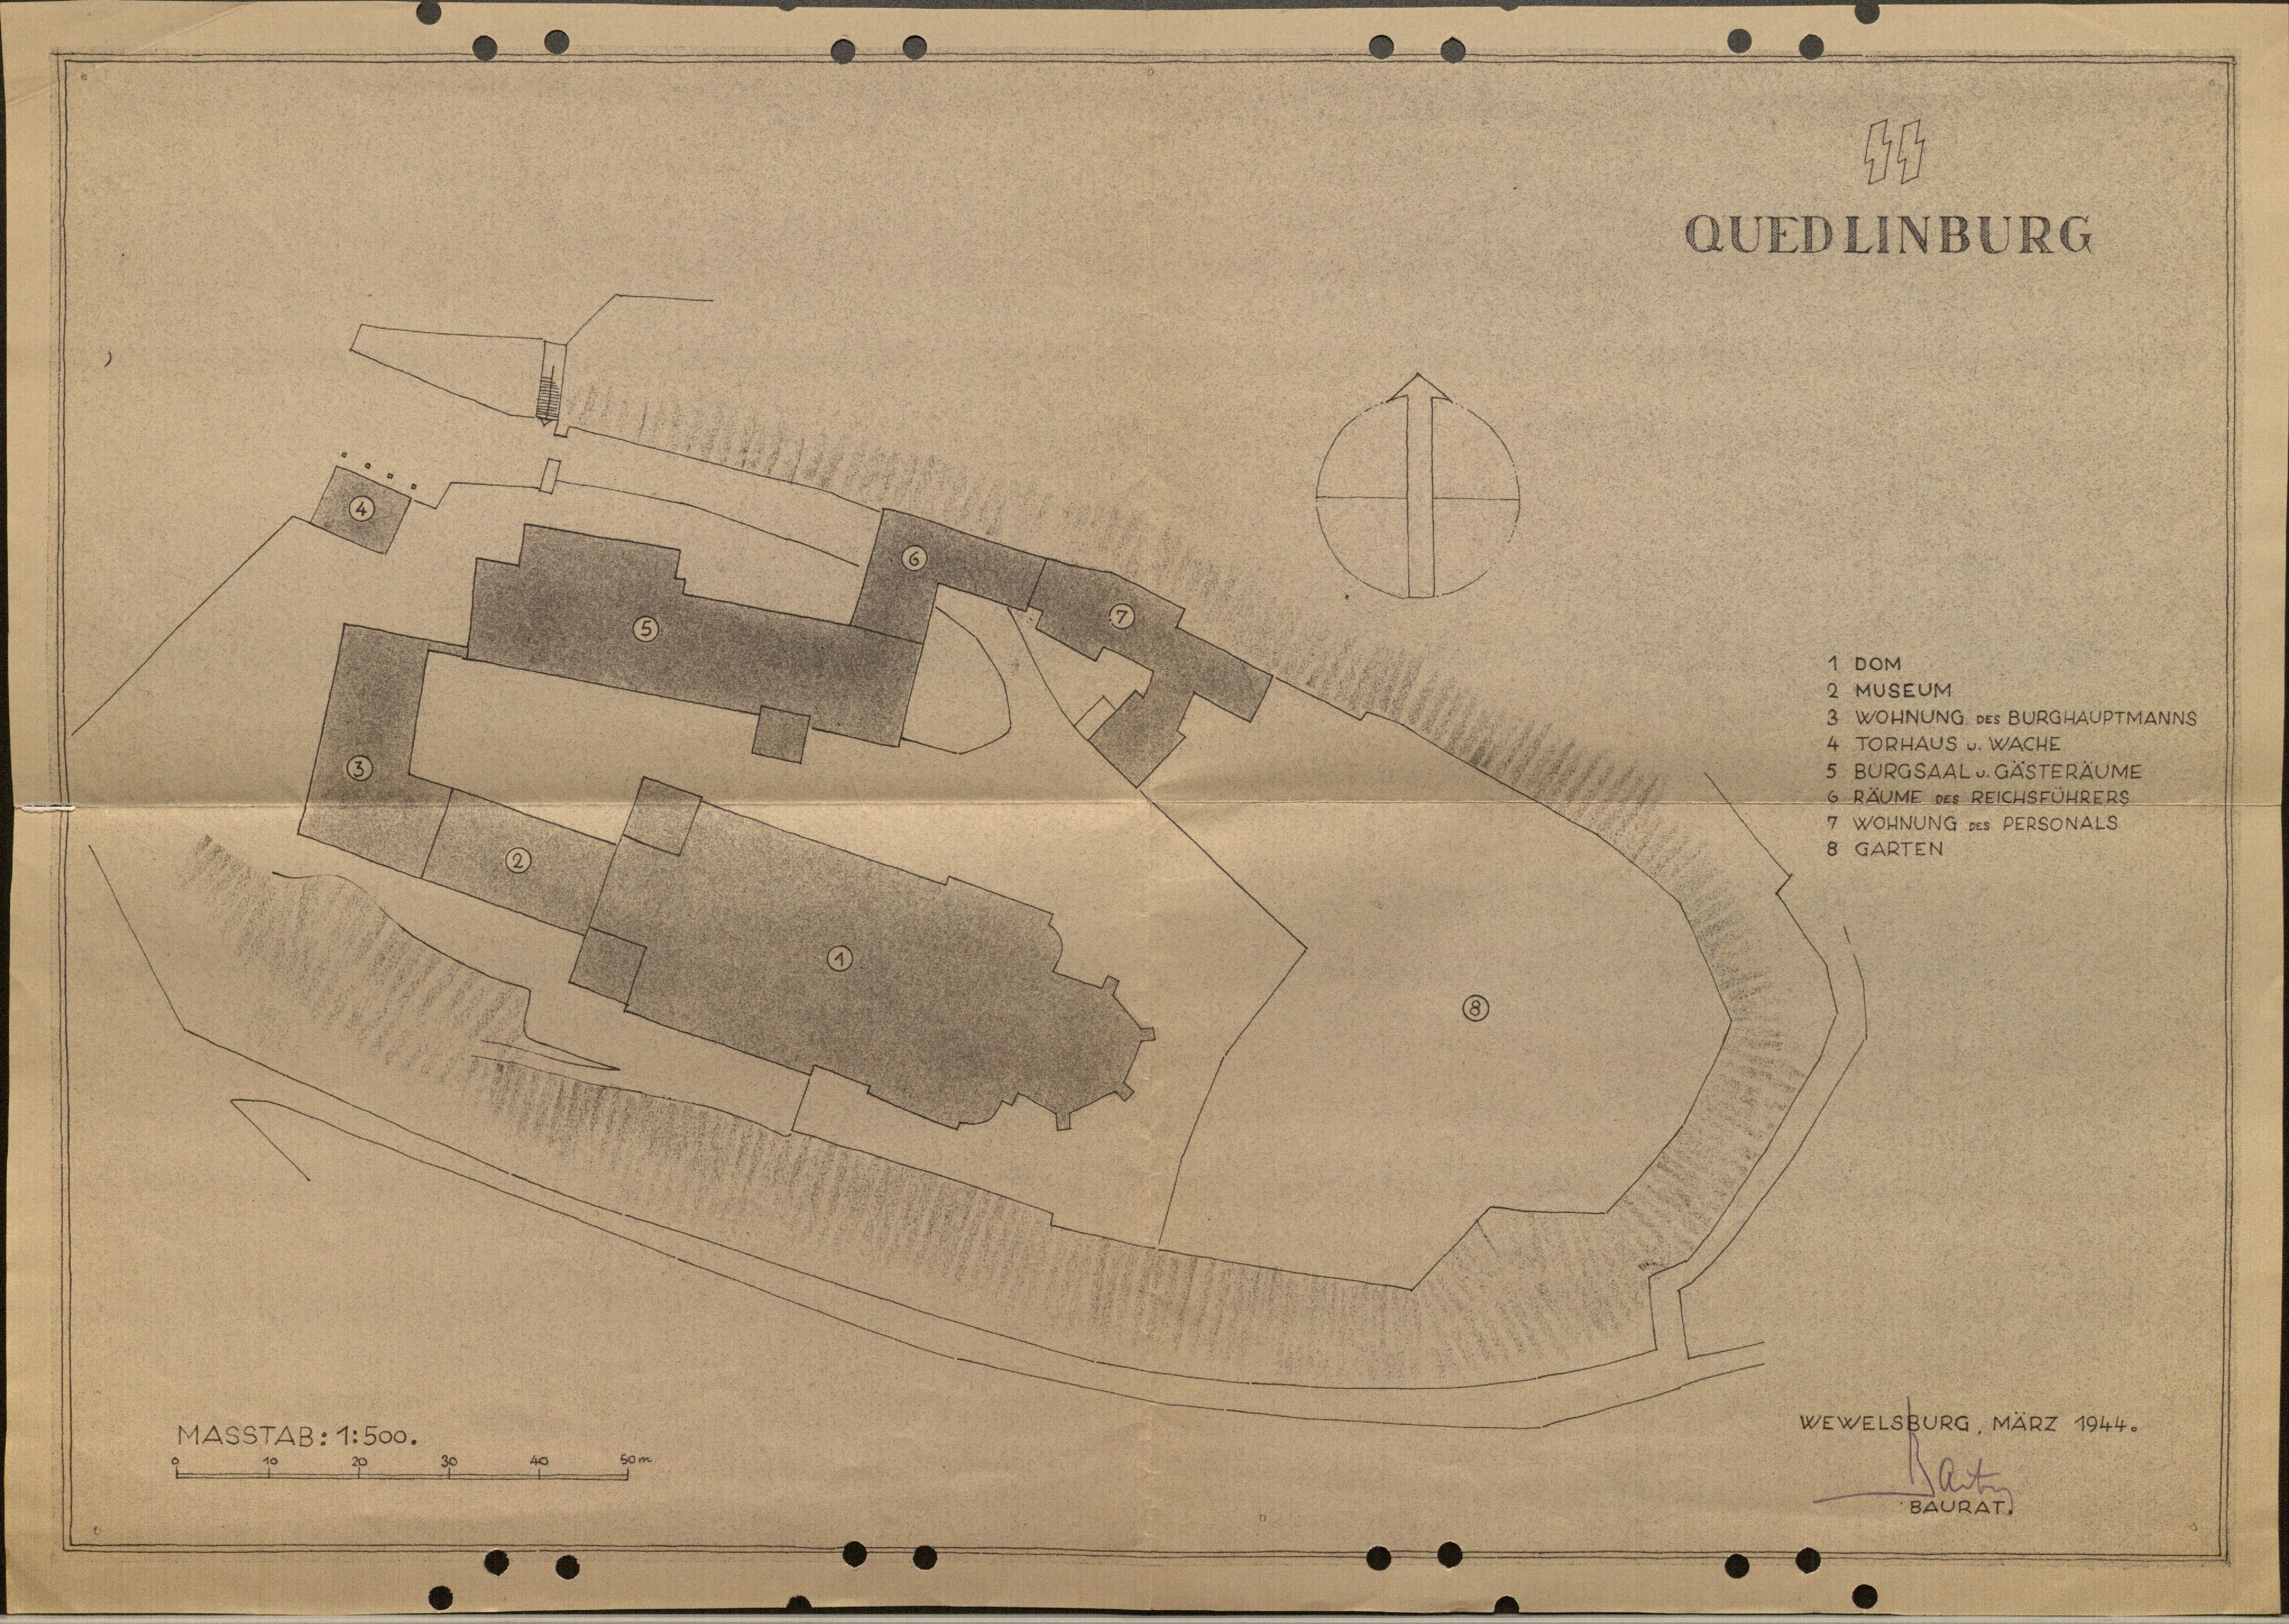 SS
QUEDLINBURG
4
6
7
5
3
2
1
8
1 DOM
2 MUSEUM
3 WOHNUNG DES BURGHAUPTMANNS
4 TORHAUS u. WACHE
5 BURGSAAL u. GÄSTERÄUME
6 RÄUME DES REICHSFÜHRERS
7 WOHNUNG DES PERSONALS
8 GARTEN
MASSTAB: 1:500.
0 10 20 30 40 50 m
WEWELSBURG, MÄRZ 1944.
BAURAT.